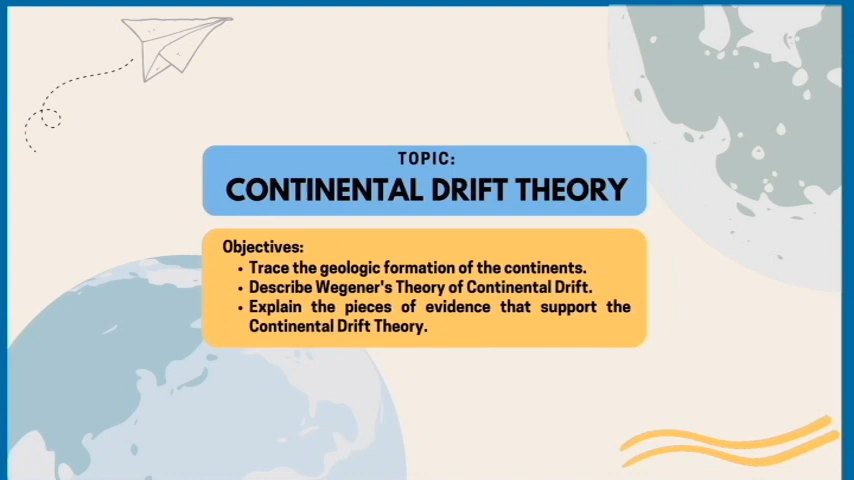 TOPIC:
CONTINENTAL DRIFT THEORY
Objectives:
• Trace the geologic formation of the continents.
• Describe Wegener's Theory of Continental Drift.
• Explain the pieces of evidence that support the
Continental Drift Theory.